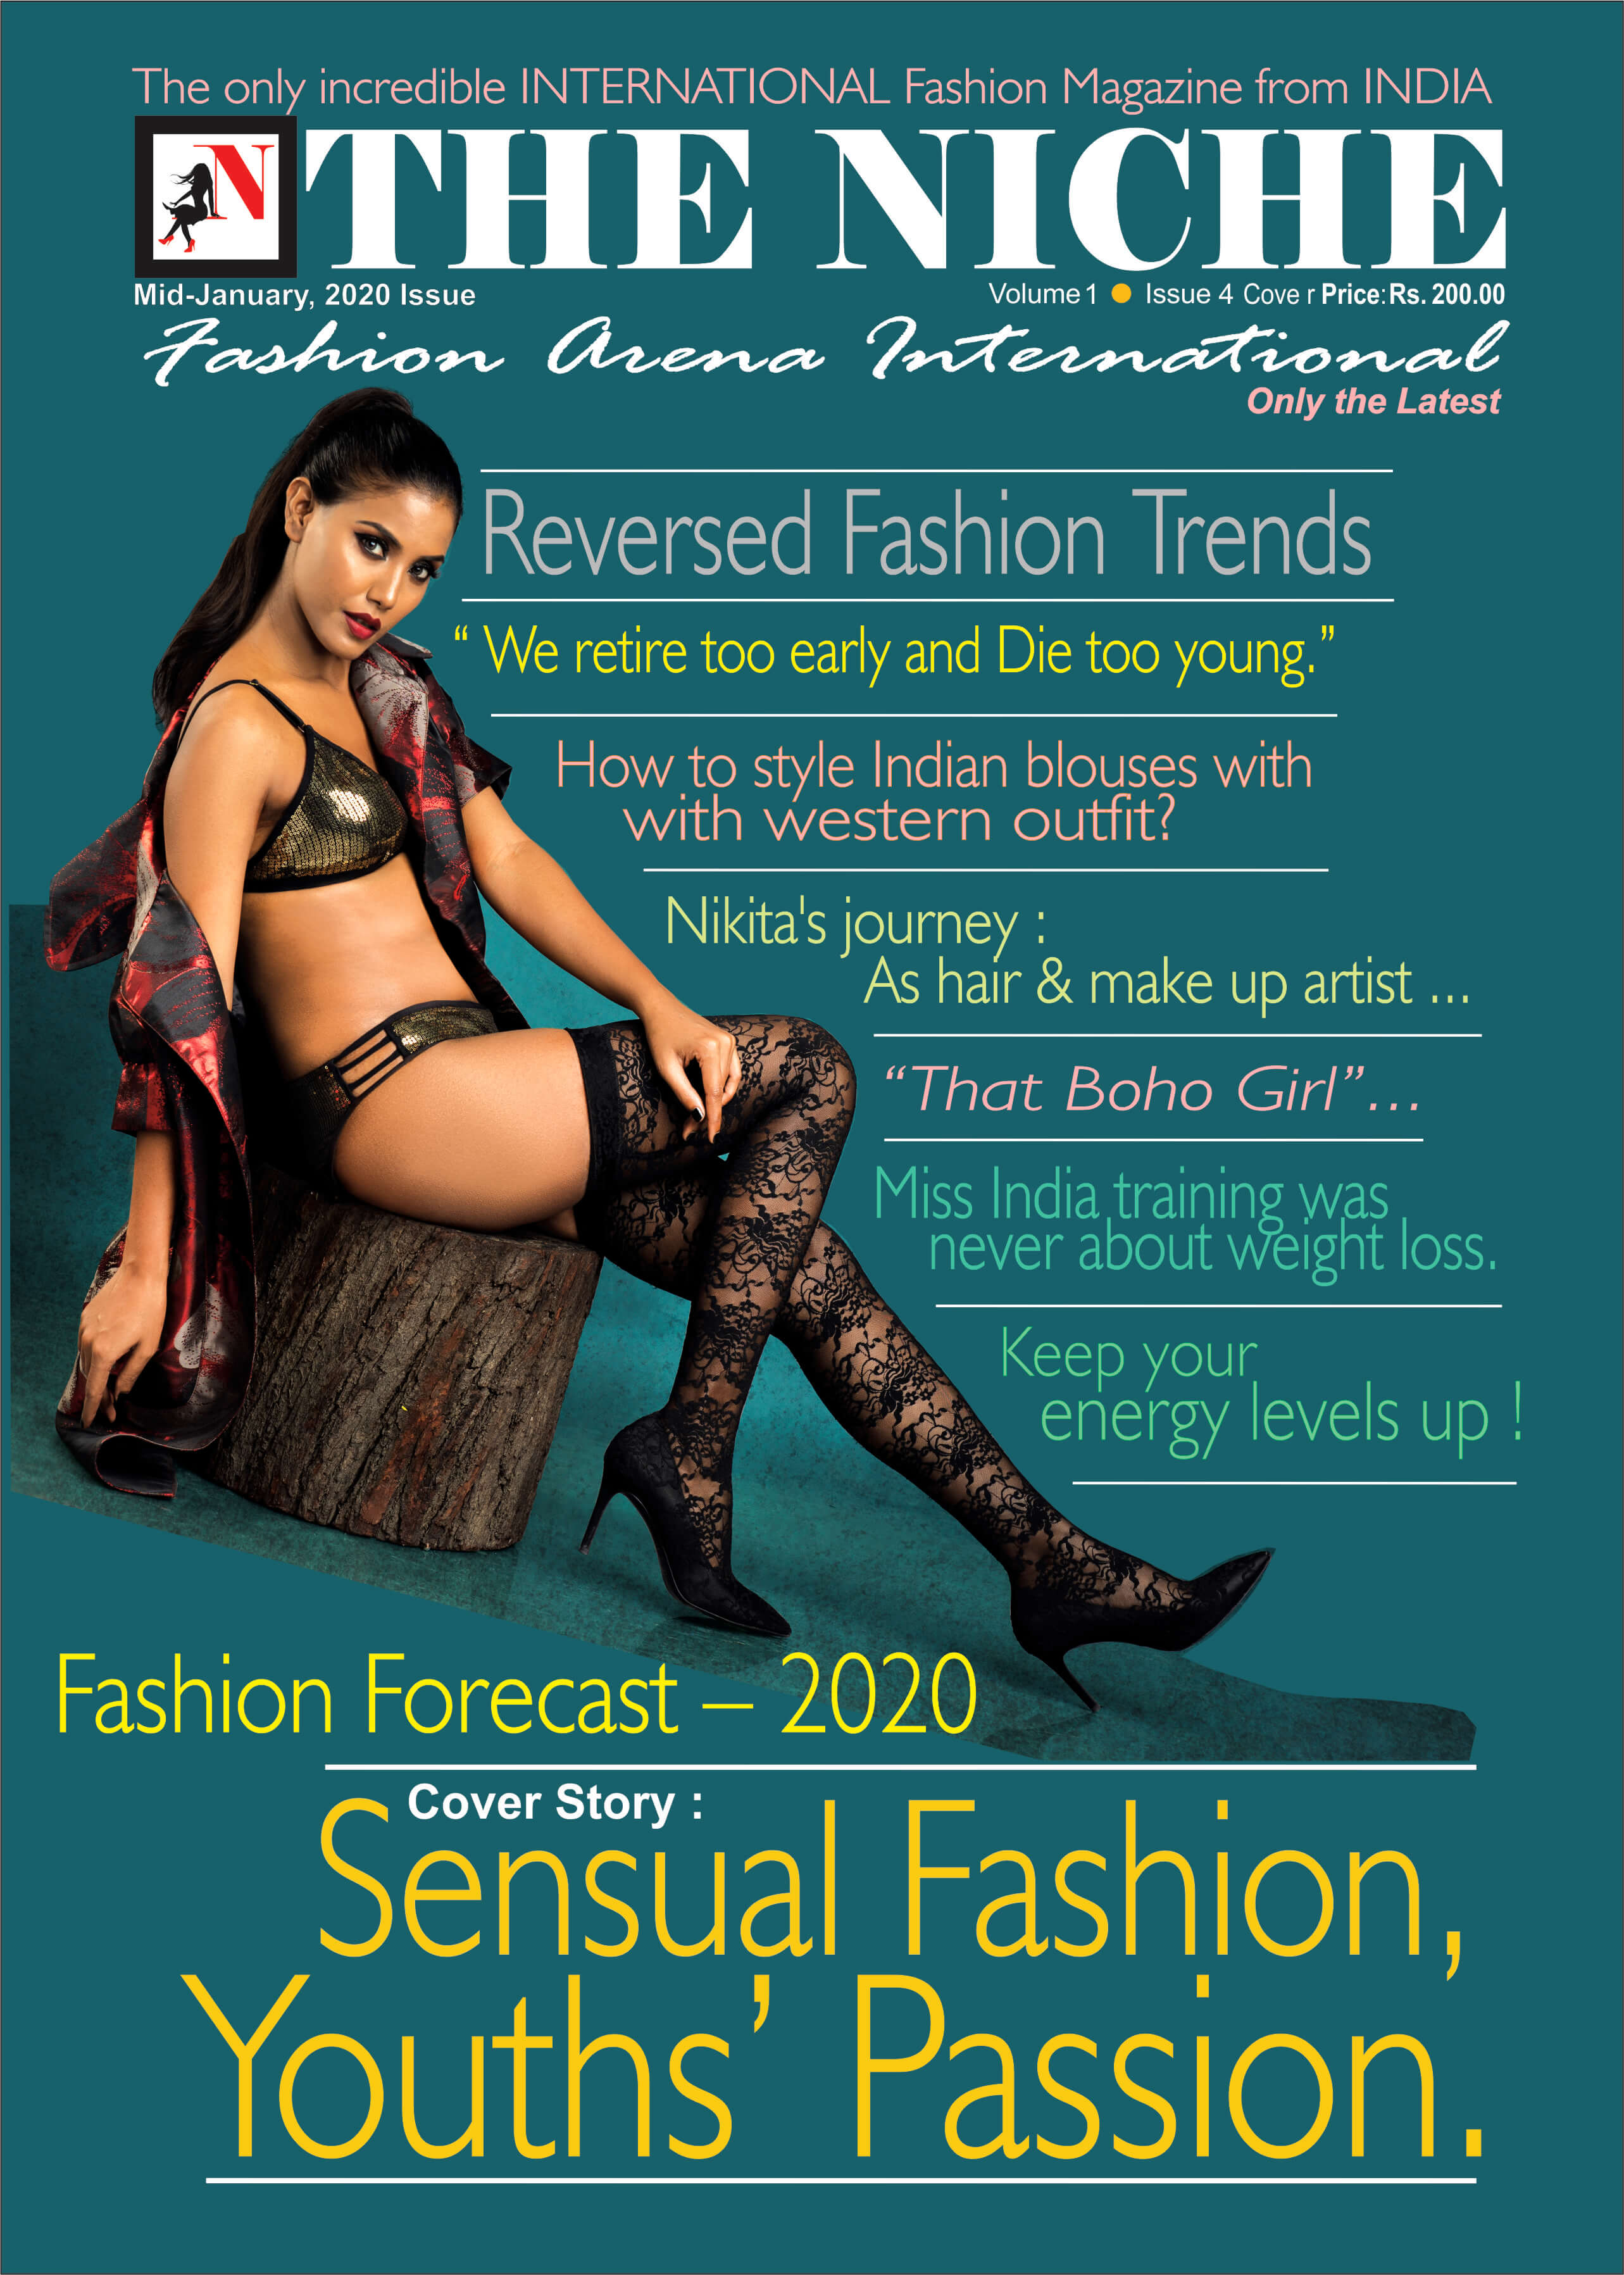 The only incredible INTERNATIONAL Fashion Magazine from INDIA
N THE NICHE
Mid-January, 2020 Issue
Volume 1 ● Issue 4 Cove r Price: Rs. 200.00
Fashion Arena International
Only the Latest
Reversed Fashion Trends
“ We retire too early and Die too young.”
How to style Indian blouses with
with western outfit?
Nikita's journey :
As hair & make up artist ...
“That Boho Girl”...
Miss India training was
never about weight loss.
Keep your
energy levels up !
Fashion Forecast – 2020
Cover Story :
Sensual Fashion,
Youths’ Passion.